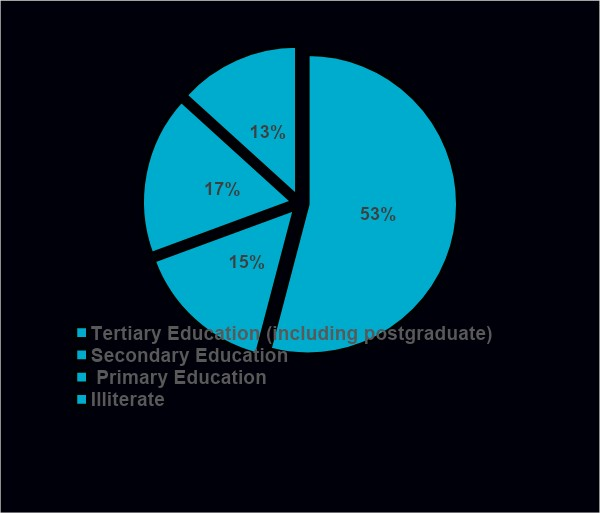 13%
17%
53%
15%
Tertiary Education (including postgraduate)
Secondary Education
Primary Education
Illiterate